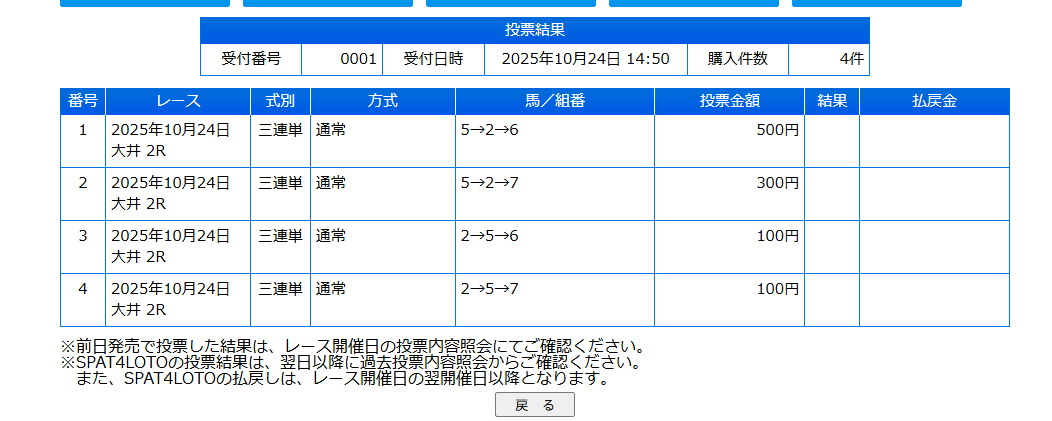 投票結果
受付番号 0001 受付日時 2025年10月24日 14:50 購入件数 4件
番号 レース 式別 方式 馬／組番 投票金額 結果 払戻金
1 2025年10月24日 三連単 通常 5→2→6 500円
大井 2R
2 2025年10月24日 三連単 通常 5→2→7 300円
大井 2R
3 2025年10月24日 三連単 通常 2→5→6 100円
大井 2R
4 2025年10月24日 三連単 通常 2→5→7 100円
大井 2R
※前日発売で投票した結果は、レース開催日の投票内容照会にてご確認ください。
※SPAT4LOTOの投票結果は、翌日以降に過去投票内容照会からご確認ください。
また、SPAT4LOTOの払戻しは、レース開催日の翌開催日以降となります。
戻　る